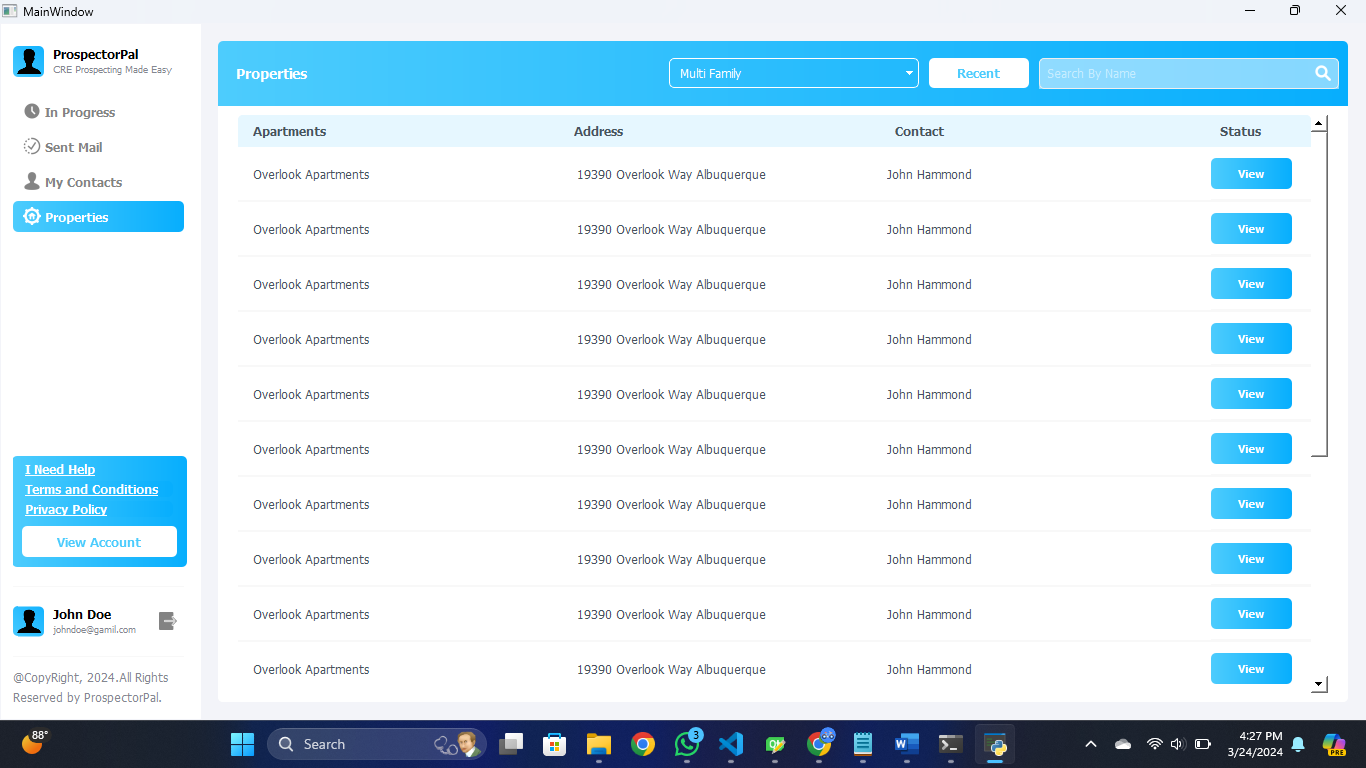 MainWindow
ProspectorPal
CRE Prospecting Made Easy
In Progress
Sent Mail
My Contacts
Properties
I Need Help
Terms and Conditions
Privacy Policy
View Account
John Doe
johndoe@gamil.com
@CopyRight, 2024.All Rights
Reserved by ProspectorPal.
Properties
Multi Family
Recent
Search By Name
Apartments Address Contact Status
Overlook Apartments 19390 Overlook Way Albuquerque John Hammond View
Overlook Apartments 19390 Overlook Way Albuquerque John Hammond View
Overlook Apartments 19390 Overlook Way Albuquerque John Hammond View
Overlook Apartments 19390 Overlook Way Albuquerque John Hammond View
Overlook Apartments 19390 Overlook Way Albuquerque John Hammond View
Overlook Apartments 19390 Overlook Way Albuquerque John Hammond View
Overlook Apartments 19390 Overlook Way Albuquerque John Hammond View
Overlook Apartments 19390 Overlook Way Albuquerque John Hammond View
Overlook Apartments 19390 Overlook Way Albuquerque John Hammond View
Overlook Apartments 19390 Overlook Way Albuquerque John Hammond View
88°
Search
3
PRE
4:27 PM
3/24/2024